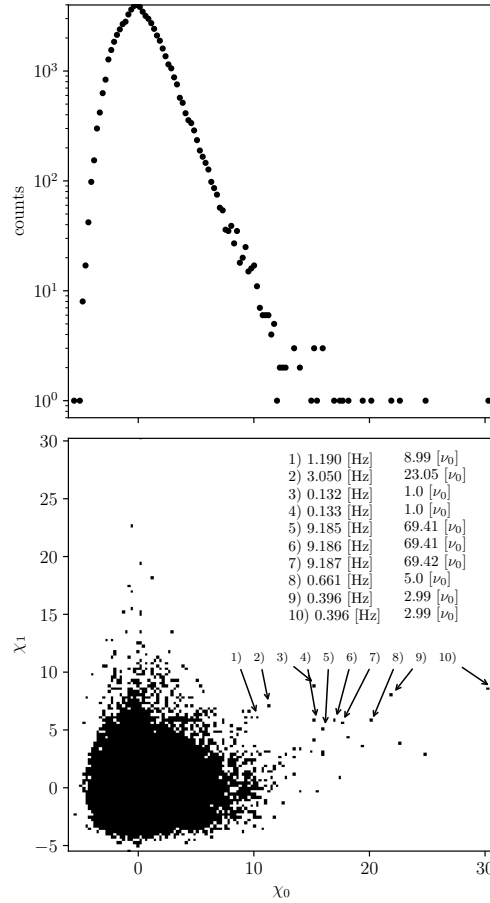 10³
10²
10¹
10⁰
counts
30
25
20
15
10
5
0
−5
χ₁
1) 1.190 [Hz] 8.99 [ν₀]
2) 3.050 [Hz] 23.05 [ν₀]
3) 0.132 [Hz] 1.0 [ν₀]
4) 0.133 [Hz] 1.0 [ν₀]
5) 9.185 [Hz] 69.41 [ν₀]
6) 9.186 [Hz] 69.41 [ν₀]
7) 9.187 [Hz] 69.42 [ν₀]
8) 0.661 [Hz] 5.0 [ν₀]
9) 0.396 [Hz] 2.99 [ν₀]
10) 0.396 [Hz] 2.99 [ν₀]
1) 2) 3) 4) 5) 6) 7) 8) 9) 10)
0 10 20 30
χ₀